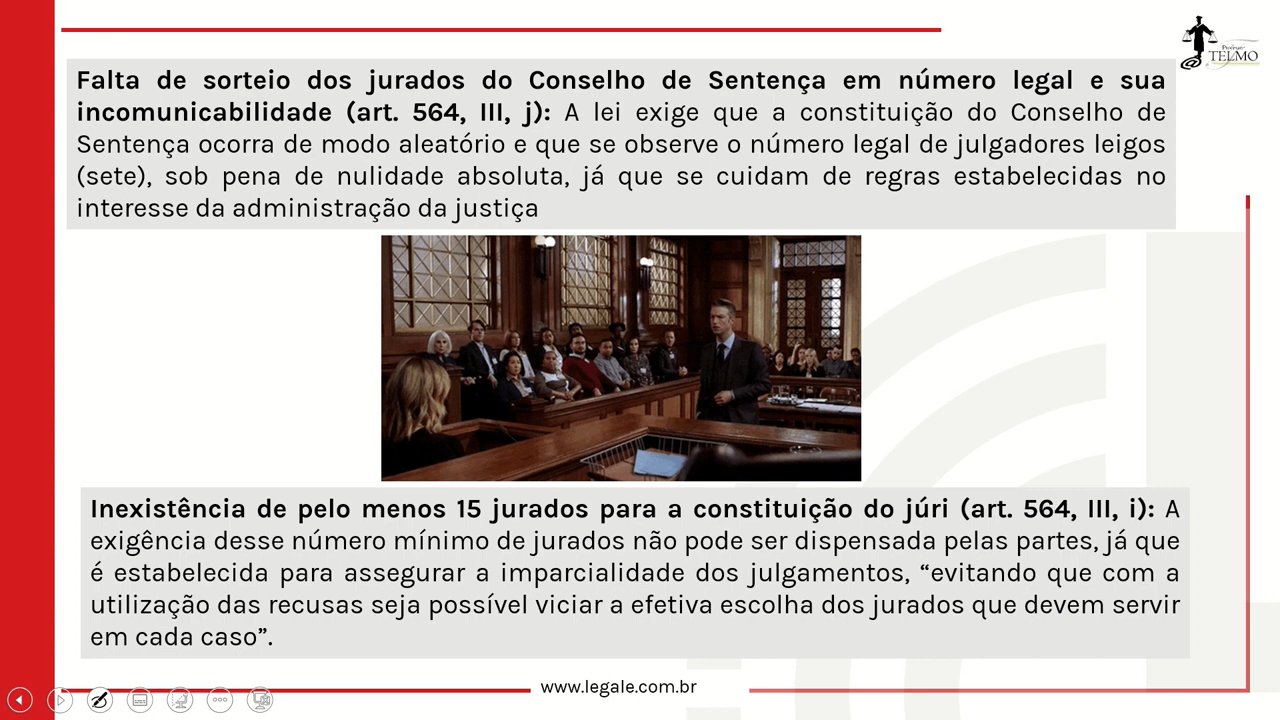 Professor
TELMO
Falta de sorteio dos jurados do Conselho de Sentença em número legal e sua
incomunicabilidade (art. 564, III, j): A lei exige que a constituição do Conselho de
Sentença ocorra de modo aleatório e que se observe o número legal de julgadores leigos
(sete), sob pena de nulidade absoluta, já que se cuidam de regras estabelecidas no
interesse da administração da justiça
Inexistência de pelo menos 15 jurados para a constituição do júri (art. 564, III, i): A
exigência desse número mínimo de jurados não pode ser dispensada pelas partes, já que
é estabelecida para assegurar a imparcialidade dos julgamentos, “evitando que com a
utilização das recusas seja possível viciar a efetiva escolha dos jurados que devem servir
em cada caso”.
www.legale.com.br